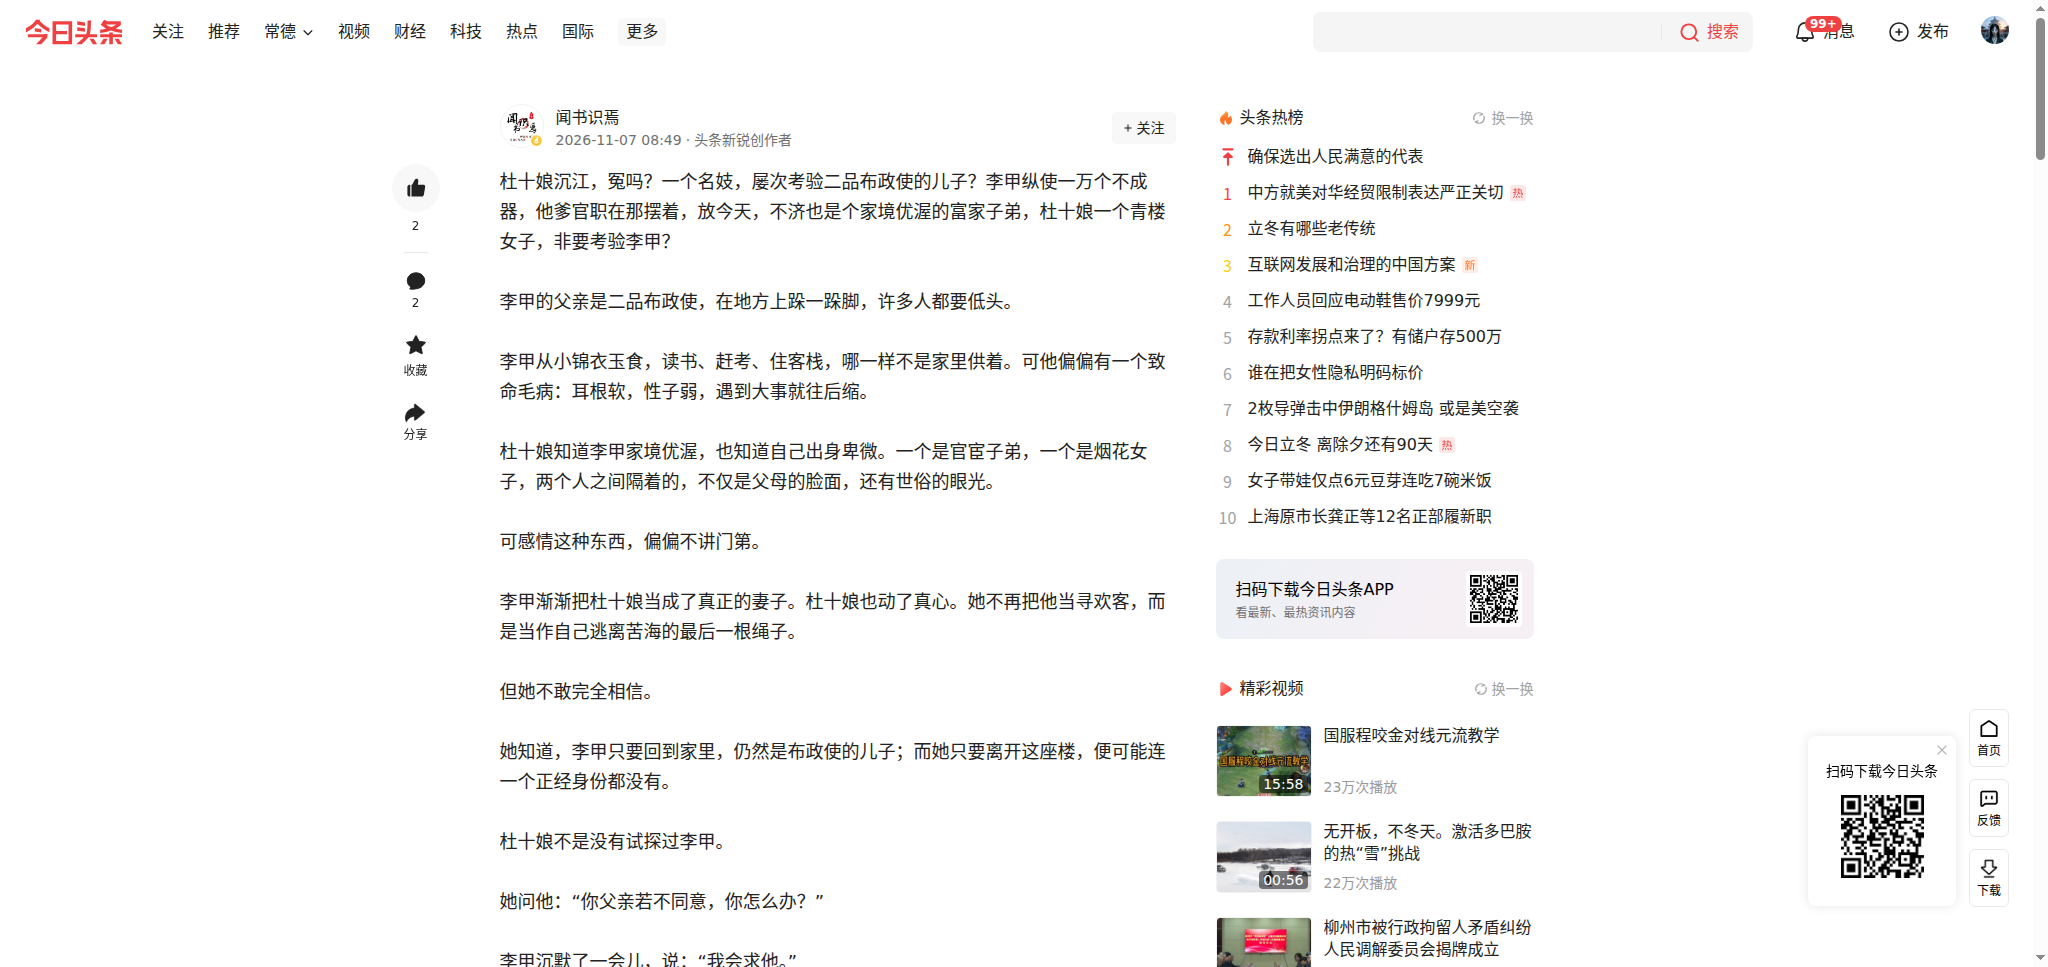 今日头条
关注 推荐 常德 视频 财经 科技 热点 国际 更多
搜索
99+
消息
发布
闻书识焉
2026-11-07 08:49 · 头条新锐创作者
+ 关注
2
2
收藏
分享
杜十娘沉江，冤吗？一个名妓，屡次考验二品布政使的儿子？李甲纵使一万个不成
器，他爹官职在那摆着，放今天，不济也是个家境优渥的富家子弟，杜十娘一个青楼
女子，非要考验李甲？
李甲的父亲是二品布政使，在地方上跺一跺脚，许多人都要低头。
李甲从小锦衣玉食，读书、赶考、住客栈，哪一样不是家里供着。可他偏偏有一个致
命毛病：耳根软，性子弱，遇到大事就往后缩。
杜十娘知道李甲家境优渥，也知道自己出身卑微。一个是官宦子弟，一个是烟花女
子，两个人之间隔着的，不仅是父母的脸面，还有世俗的眼光。
可感情这种东西，偏偏不讲门第。
李甲渐渐把杜十娘当成了真正的妻子。杜十娘也动了真心。她不再把他当寻欢客，而
是当作自己逃离苦海的最后一根绳子。
但她不敢完全相信。
她知道，李甲只要回到家里，仍然是布政使的儿子；而她只要离开这座楼，便可能连
一个正经身份都没有。
杜十娘不是没有试探过李甲。
她问他：“你父亲若不同意，你怎么办？”
李甲沉默了一会儿，说：“我会求他。”
头条热榜
换一换
确保选出人民满意的代表
1 中方就美对华经贸限制表达严正关切 热
2 立冬有哪些老传统
3 互联网发展和治理的中国方案 新
4 工作人员回应电动鞋售价7999元
5 存款利率拐点来了？有储户存500万
6 谁在把女性隐私明码标价
7 2枚导弹击中伊朗格什姆岛 或是美空袭
8 今日立冬 离除夕还有90天 热
9 女子带娃仅点6元豆芽连吃7碗米饭
10 上海原市长龚正等12名正部履新职
扫码下载今日头条APP
看最新、最热资讯内容
精彩视频
换一换
国服程咬金对线元流教学
15:58
国服程咬金对线元流教学
23万次播放
00:56
无开板，不冬天。激活多巴胺
的热“雪”挑战
22万次播放
柳州市被行政拘留人矛盾纠纷
人民调解委员会揭牌成立
扫码下载今日头条
首页
反馈
下载